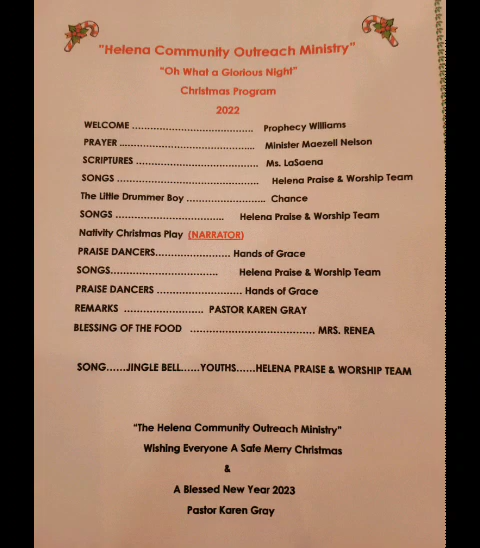 "Helena Community Outreach Ministry"
"Oh What a Glorious Night"
Christmas Program
2022
WELCOME ........................................ Prophecy Williams
PRAYER ............................................. Minister Maezell Nelson
SCRIPTURES ........................................ Ms. LaSaena
SONGS .............................................. Helena Praise & Worship Team
The Little Drummer Boy .......................... Chance
SONGS .................................... Helena Praise & Worship Team
Nativity Christmas Play (NARRATOR)
PRAISE DANCERS......................... Hands of Grace
SONGS.................................... Helena Praise & Worship Team
PRAISE DANCERS ............................ Hands of Grace
REMARKS .......................... PASTOR KAREN GRAY
BLESSING OF THE FOOD ......................................... MRS. RENEA
SONG......JINGLE BELL......YOUTHS......HELENA PRAISE & WORSHIP TEAM
"The Helena Community Outreach Ministry"
Wishing Everyone A Safe Merry Christmas
&
A Blessed New Year 2023
Pastor Karen Gray